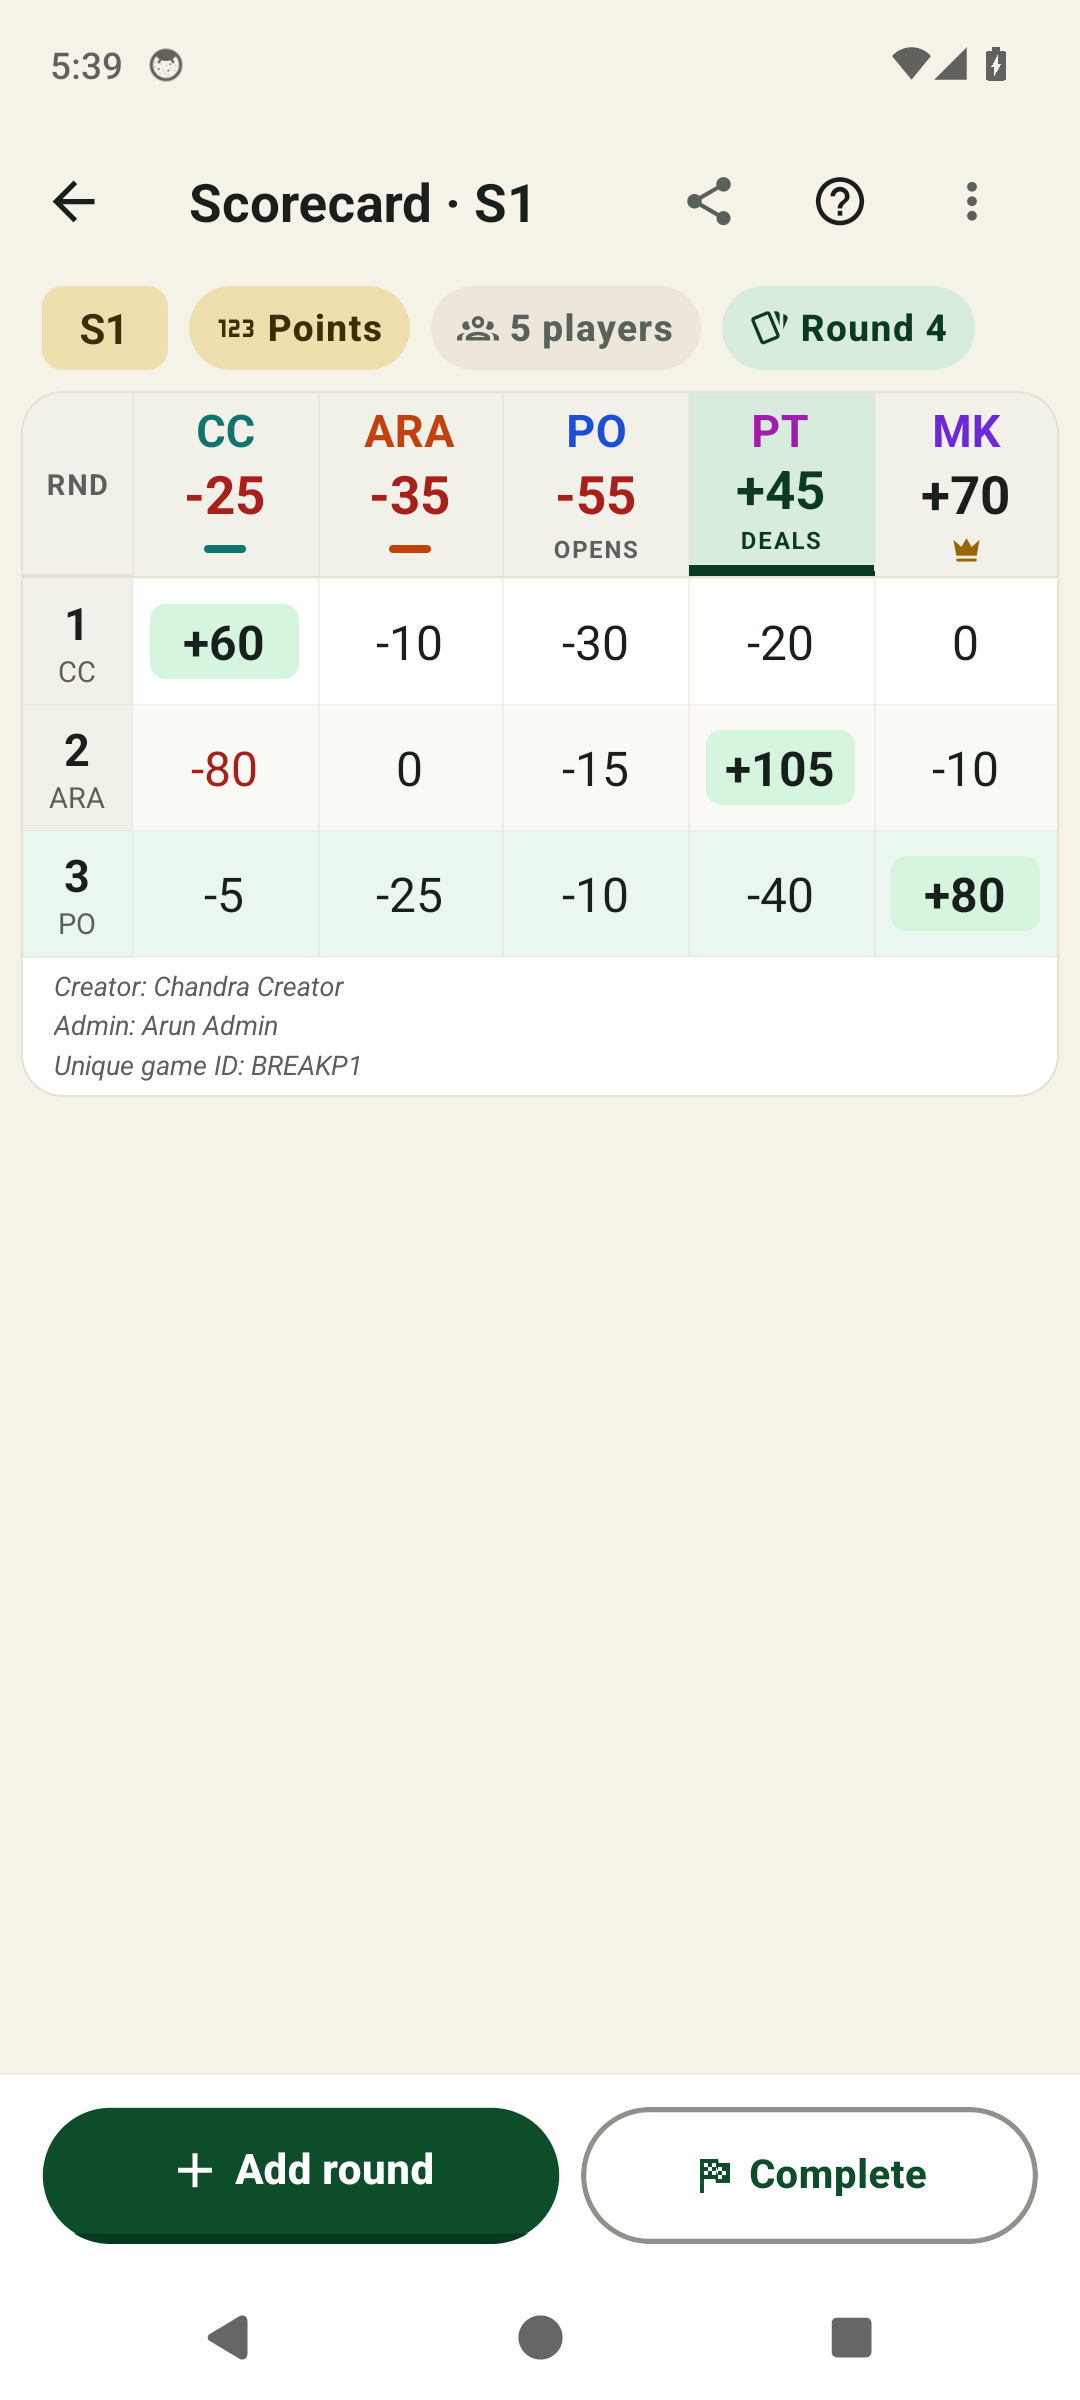 5:39
Scorecard · S1
S1
123 Points
5 players
Round 4
RND
CC
ARA
PO
PT
MK
-25
-35
-55
+45
+70
OPENS
DEALS
1
CC
+60
-10
-30
-20
0
2
ARA
-80
0
-15
+105
-10
3
PO
-5
-25
-10
-40
+80
Creator: Chandra Creator
Admin: Arun Admin
Unique game ID: BREAKP1
Add round
Complete